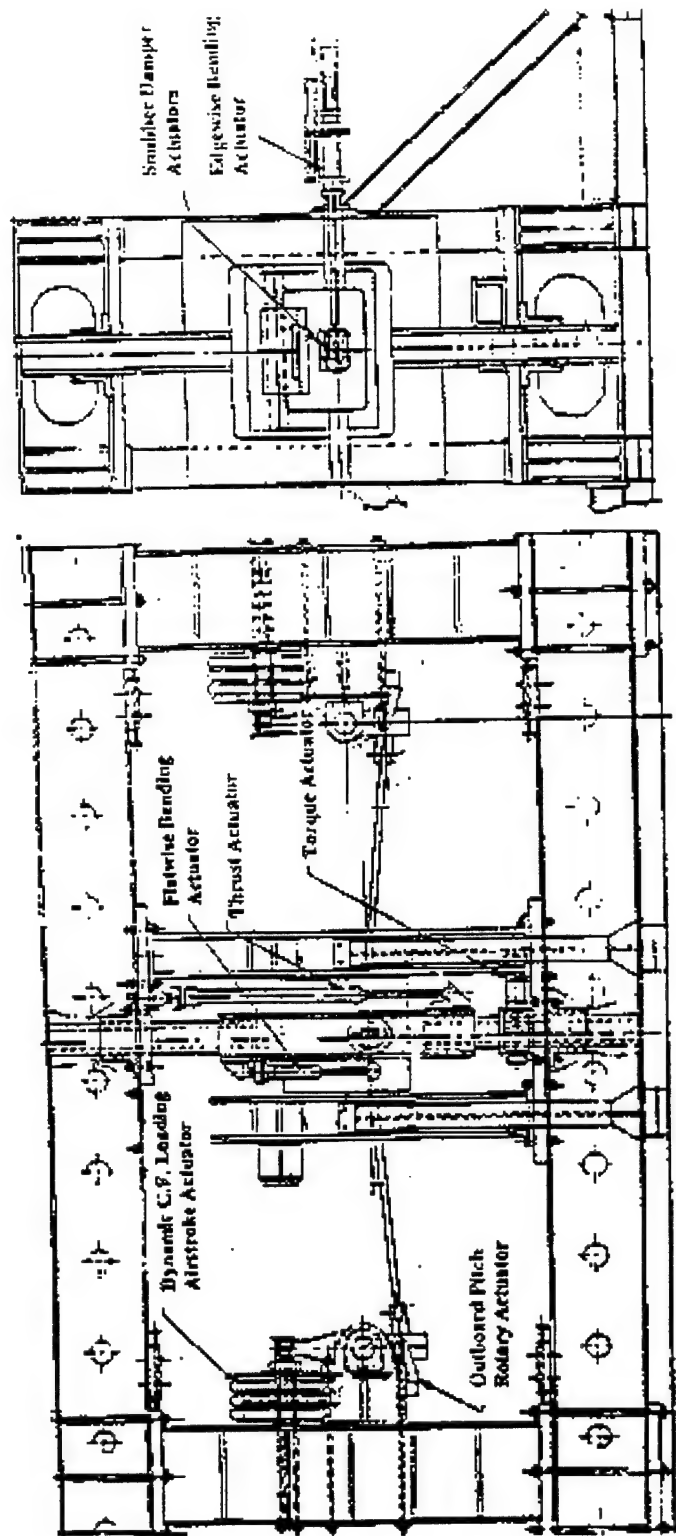 Snubber Damper
Actuators
Edgewise Bending
Actuator
Flatwise Bending
Actuator
Thrust Actuator
Torque Actuator
Dynamic C.F. Loading
Airstroke Actuator
Outboard Pitch
Rotary Actuator